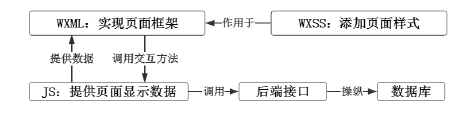 WXML：实现页面框架
作用于
WXSS：添加页面样式
提供数据
调用交互方法
JS：提供页面显示数据
调用
后端接口
操纵
数据库